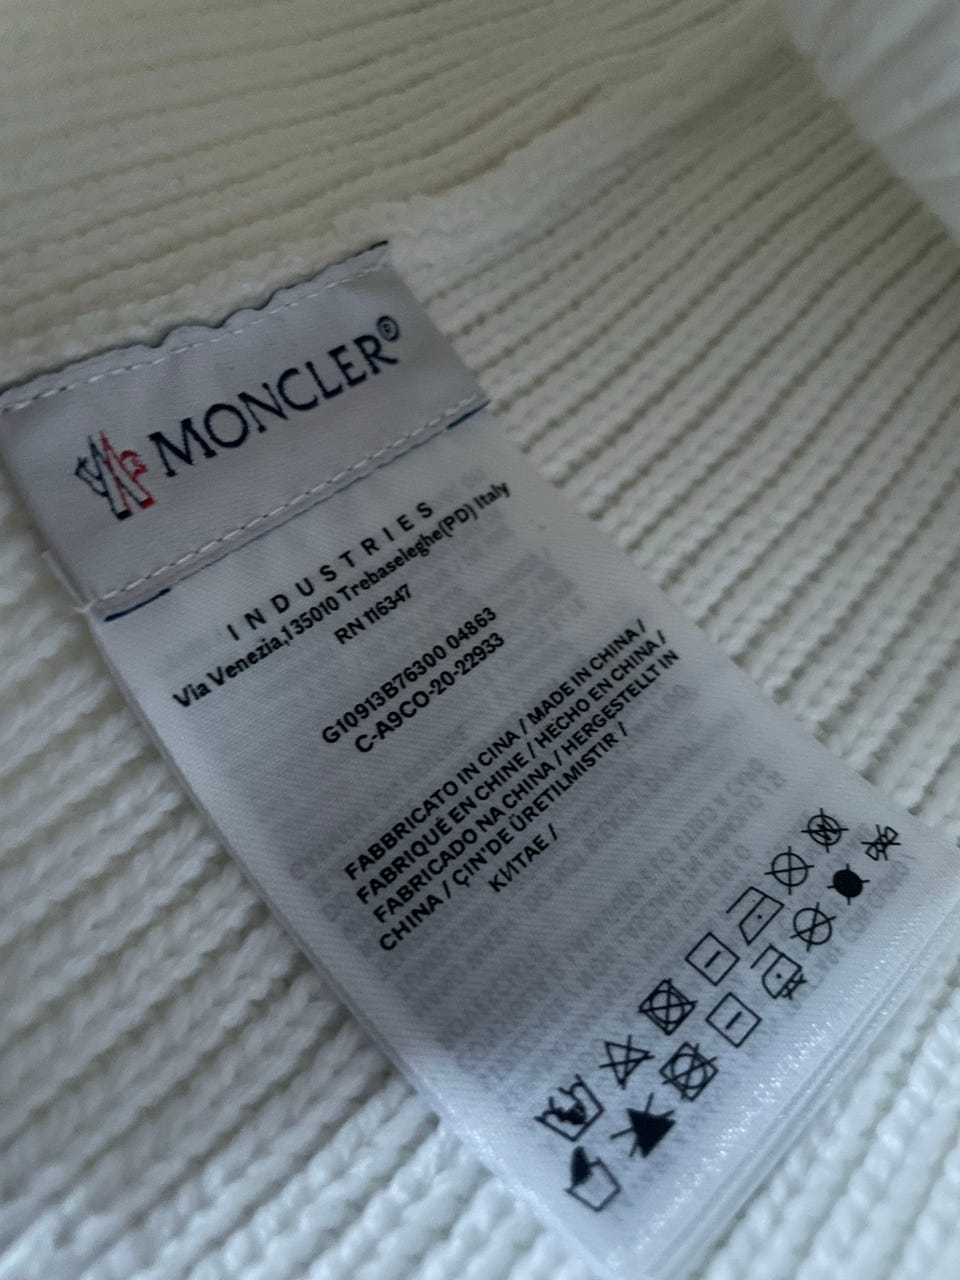 MONCLER®
INDUSTRIES
Via Venezia,1 35010 Trebaseleghe(PD) Italy
RN 116347
G10913B76300 04863
C-A9CO-20-22933
FABBRICATO IN CINA / MADE IN CHINA /
FABRIQUÉ EN CHINE / HECHO EN CHINA /
FABRICADO NA CHINA / HERGESTELLT IN
CHINA / ÇIN'DE ÜRETILMISTIR /
КИТАЕ /